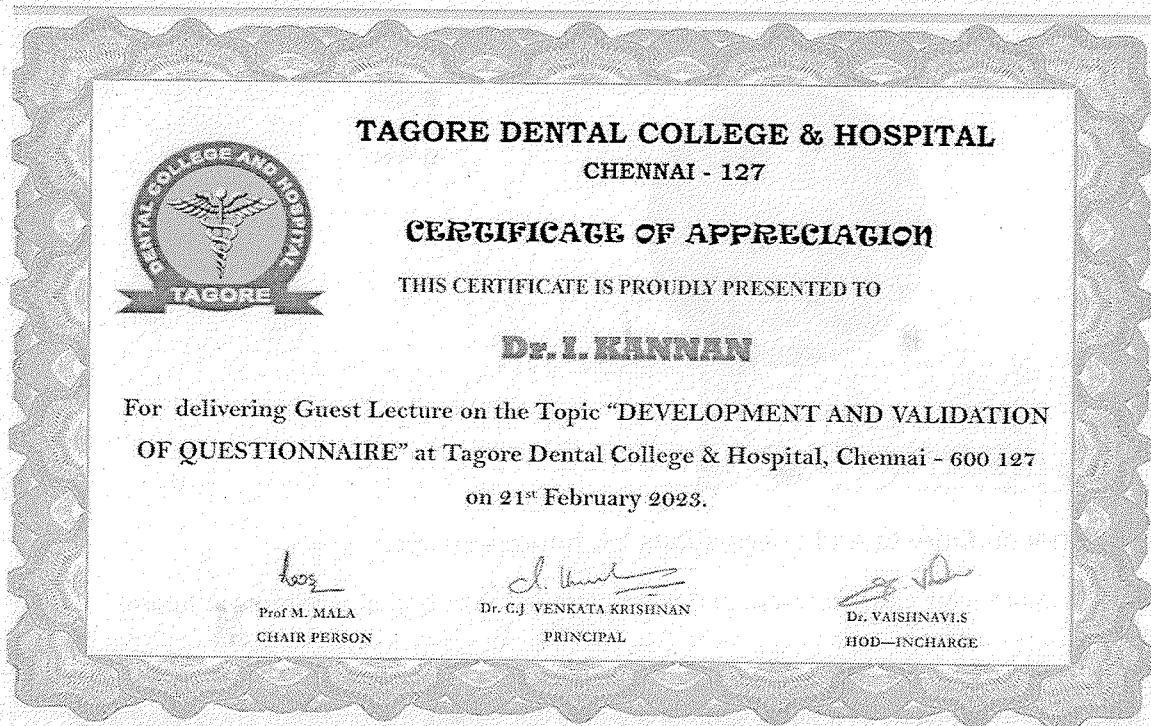 TAGORE DENTAL COLLEGE & HOSPITAL
CHENNAI - 127
DENTAL COLLEGE AND HOSPITAL
TAGORE
CERTIFICATE OF APPRECIATION
THIS CERTIFICATE IS PROUDLY PRESENTED TO
Dr. I. KANNAN
For delivering Guest Lecture on the Topic “DEVELOPMENT AND VALIDATION
OF QUESTIONNAIRE” at Tagore Dental College & Hospital, Chennai - 600 127
on 21st February 2023.
Prof M. MALA
CHAIR PERSON
Dr. C.J VENKATA KRISHNAN
PRINCIPAL
Dr. VAISHNAVI.S
HOD—INCHARGE